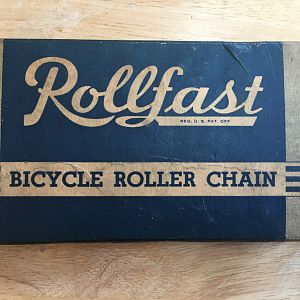 Rollfast
REG. U.S. PAT. OFF
BICYCLE ROLLER CHAIN